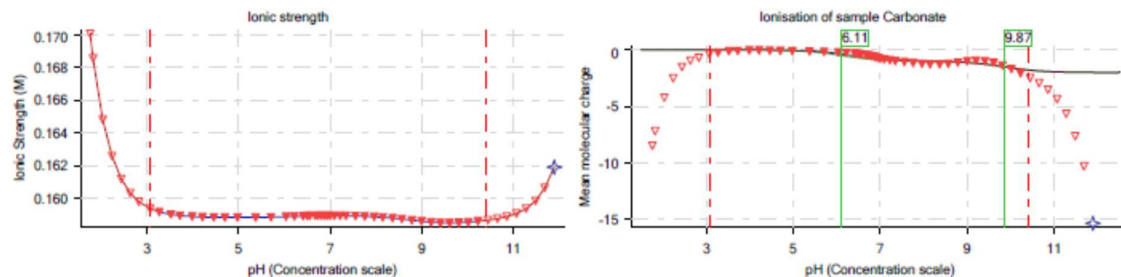 Ionic strength
Ionic Strength (M)
0.170
0.168
0.166
0.164
0.162
0.160
3 5 7 9 11
pH (Concentration scale)
Ionisation of sample Carbonate
6.11 9.87
Mean molecular charge
0
-5
-10
-15
3 5 7 9 11
pH (Concentration scale)